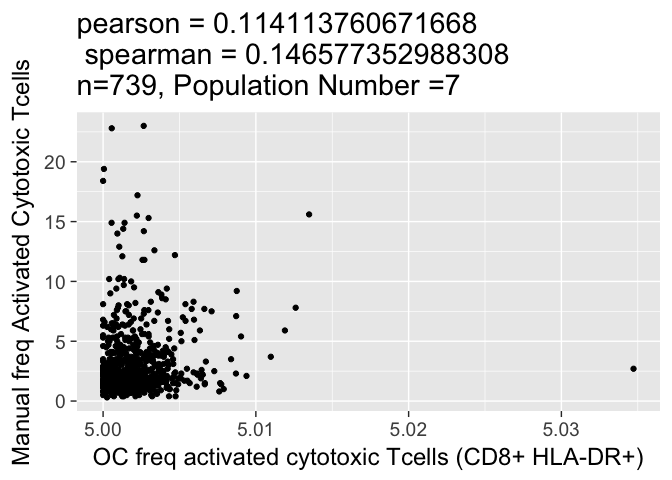 pearson = 0.114113760671668
spearman = 0.146577352988308
n=739, Population Number =7
Manual freq Activated Cytotoxic Tcells
20
15
10
5
0
5.00 5.01 5.02 5.03
OC freq activated cytotoxic Tcells (CD8+ HLA-DR+)